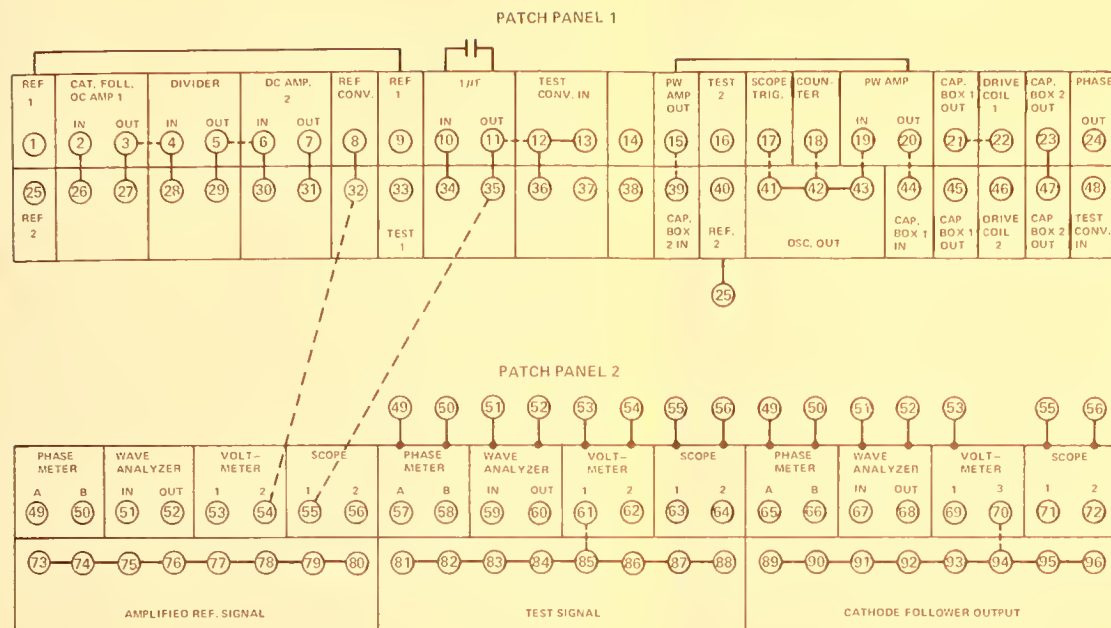 PATCH PANEL 1
REF 1
CAT. FOLL. OC AMP 1
DIVIDER
DC AMP. 2
REF CONV.
REF 1
1µF
TEST CONV. IN
PW AMP OUT
TEST 2
SCOPE TRIG.
COUN- TER
PW AMP
CAP. BOX 1 OUT
DRIVE COIL 1
CAP. BOX 2 OUT
PHASE
IN OUT IN OUT IN OUT IN OUT IN OUT OUT
1 2 3 4 5 6 7 8 9 10 11 12 13 14 15 16 17 18 19 20 21 22 23 24
25 26 27 28 29 30 31 32 33 34 35 36 37 38 39 40 41 42 43 44 45 46 47 48
REF 2
TEST 1
CAP. BOX 2 IN
REF. 2
OSC. OUT
CAP. BOX 1 IN
CAP BOX 1 OUT
DRIVE COIL 2
CAP BOX 2 OUT
TEST CONV. IN
25
PATCH PANEL 2
49 50 51 52 53 54 55 56 49 50 51 52 53 55 56
PHASE METER
WAVE ANALYZER
VOLT- METER
SCOPE
PHASE METER
WAVE ANALYZER
VOLT- METER
SCOPE
PHASE METER
WAVE ANALYZER
VOLT- METER
SCOPE
A B IN OUT 1 2 1 2 A B IN OUT 1 2 1 2 A B IN OUT 1 3 1 2
49 50 51 52 53 54 55 56 57 58 59 60 61 62 63 64 65 66 67 68 69 70 71 72
73 74 75 76 77 78 79 80 81 82 83 84 85 86 87 88 89 90 91 92 93 94 95 96
AMPLIFIED REF. SIGNAL
TEST SIGNAL
CATHODE FOLLOWER OUTPUT